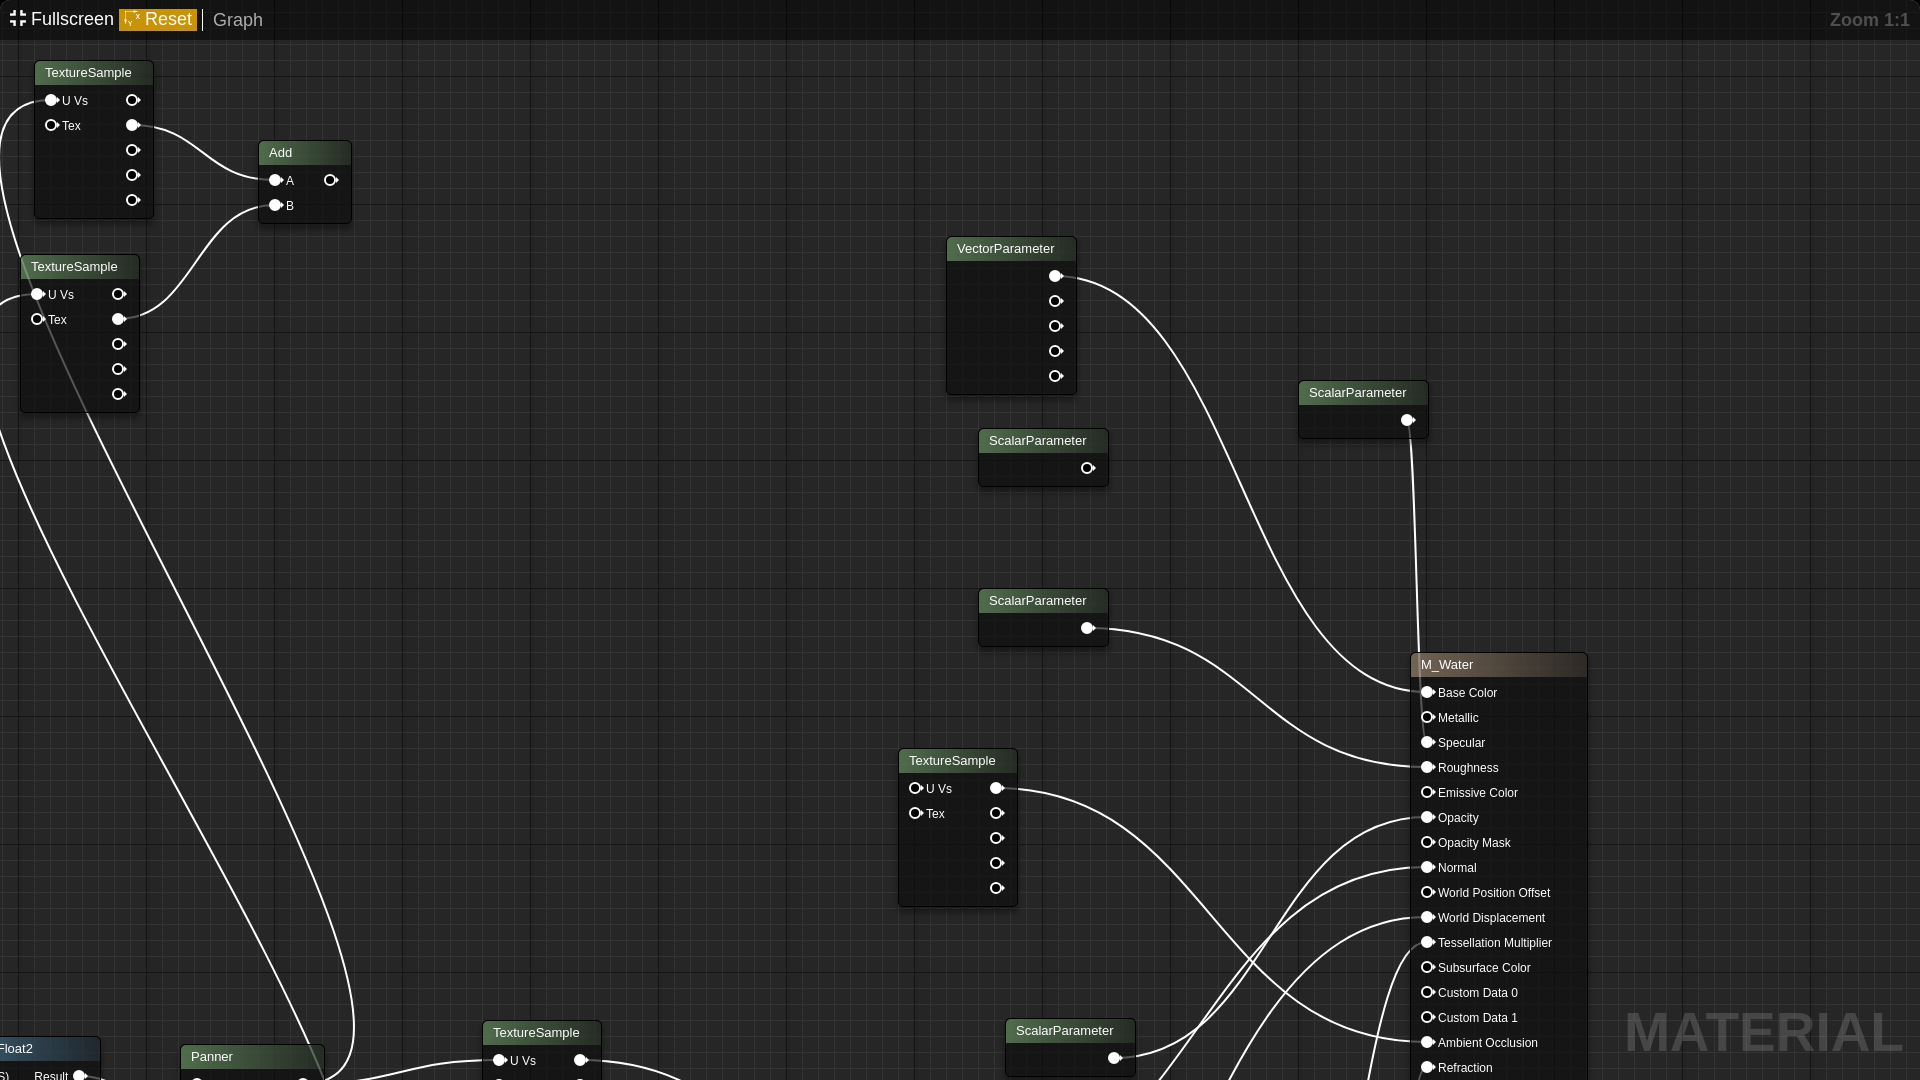 Fullscreen Reset Graph Zoom 1:1
TextureSample
U Vs
Tex
Add
A
B
TextureSample
U Vs
Tex
VectorParameter
ScalarParameter
ScalarParameter
ScalarParameter
TextureSample
U Vs
Tex
M_Water
Base Color
Metallic
Specular
Roughness
Emissive Color
Opacity
Opacity Mask
Normal
World Position Offset
World Displacement
Tessellation Multiplier
Subsurface Color
Custom Data 0
Custom Data 1
Ambient Occlusion
Refraction
ScalarParameter
TextureSample
U Vs
Panner
Float2
S) Result
MATERIAL